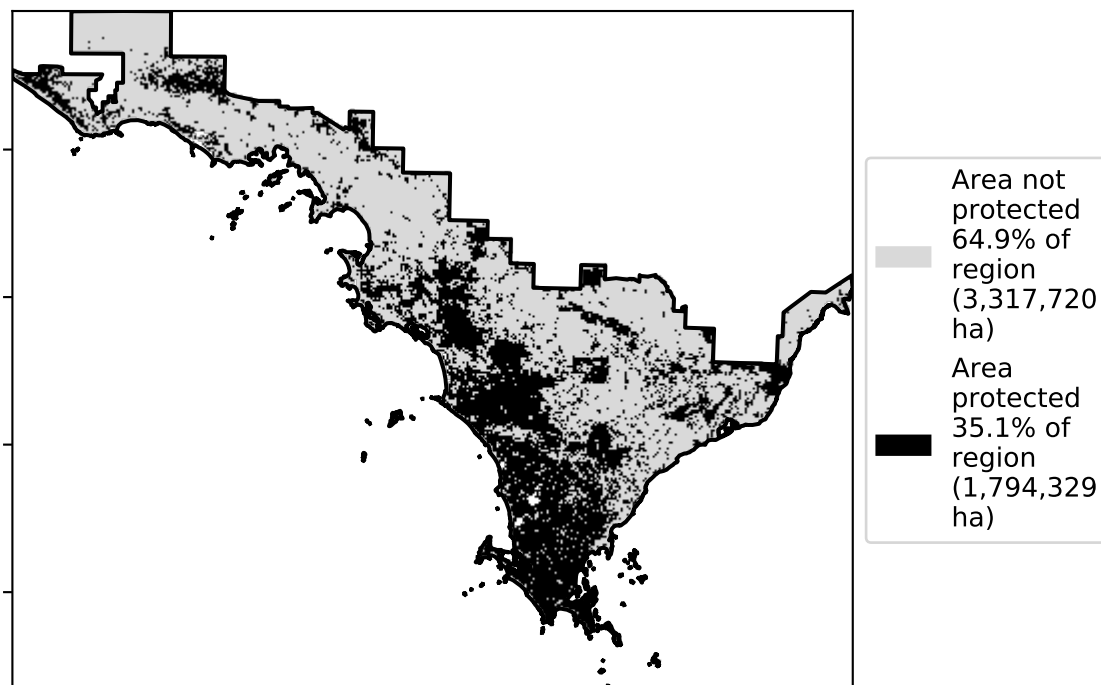 Area not
protected
64.9% of
region
(3,317,720
ha)
Area
protected
35.1% of
region
(1,794,329
ha)